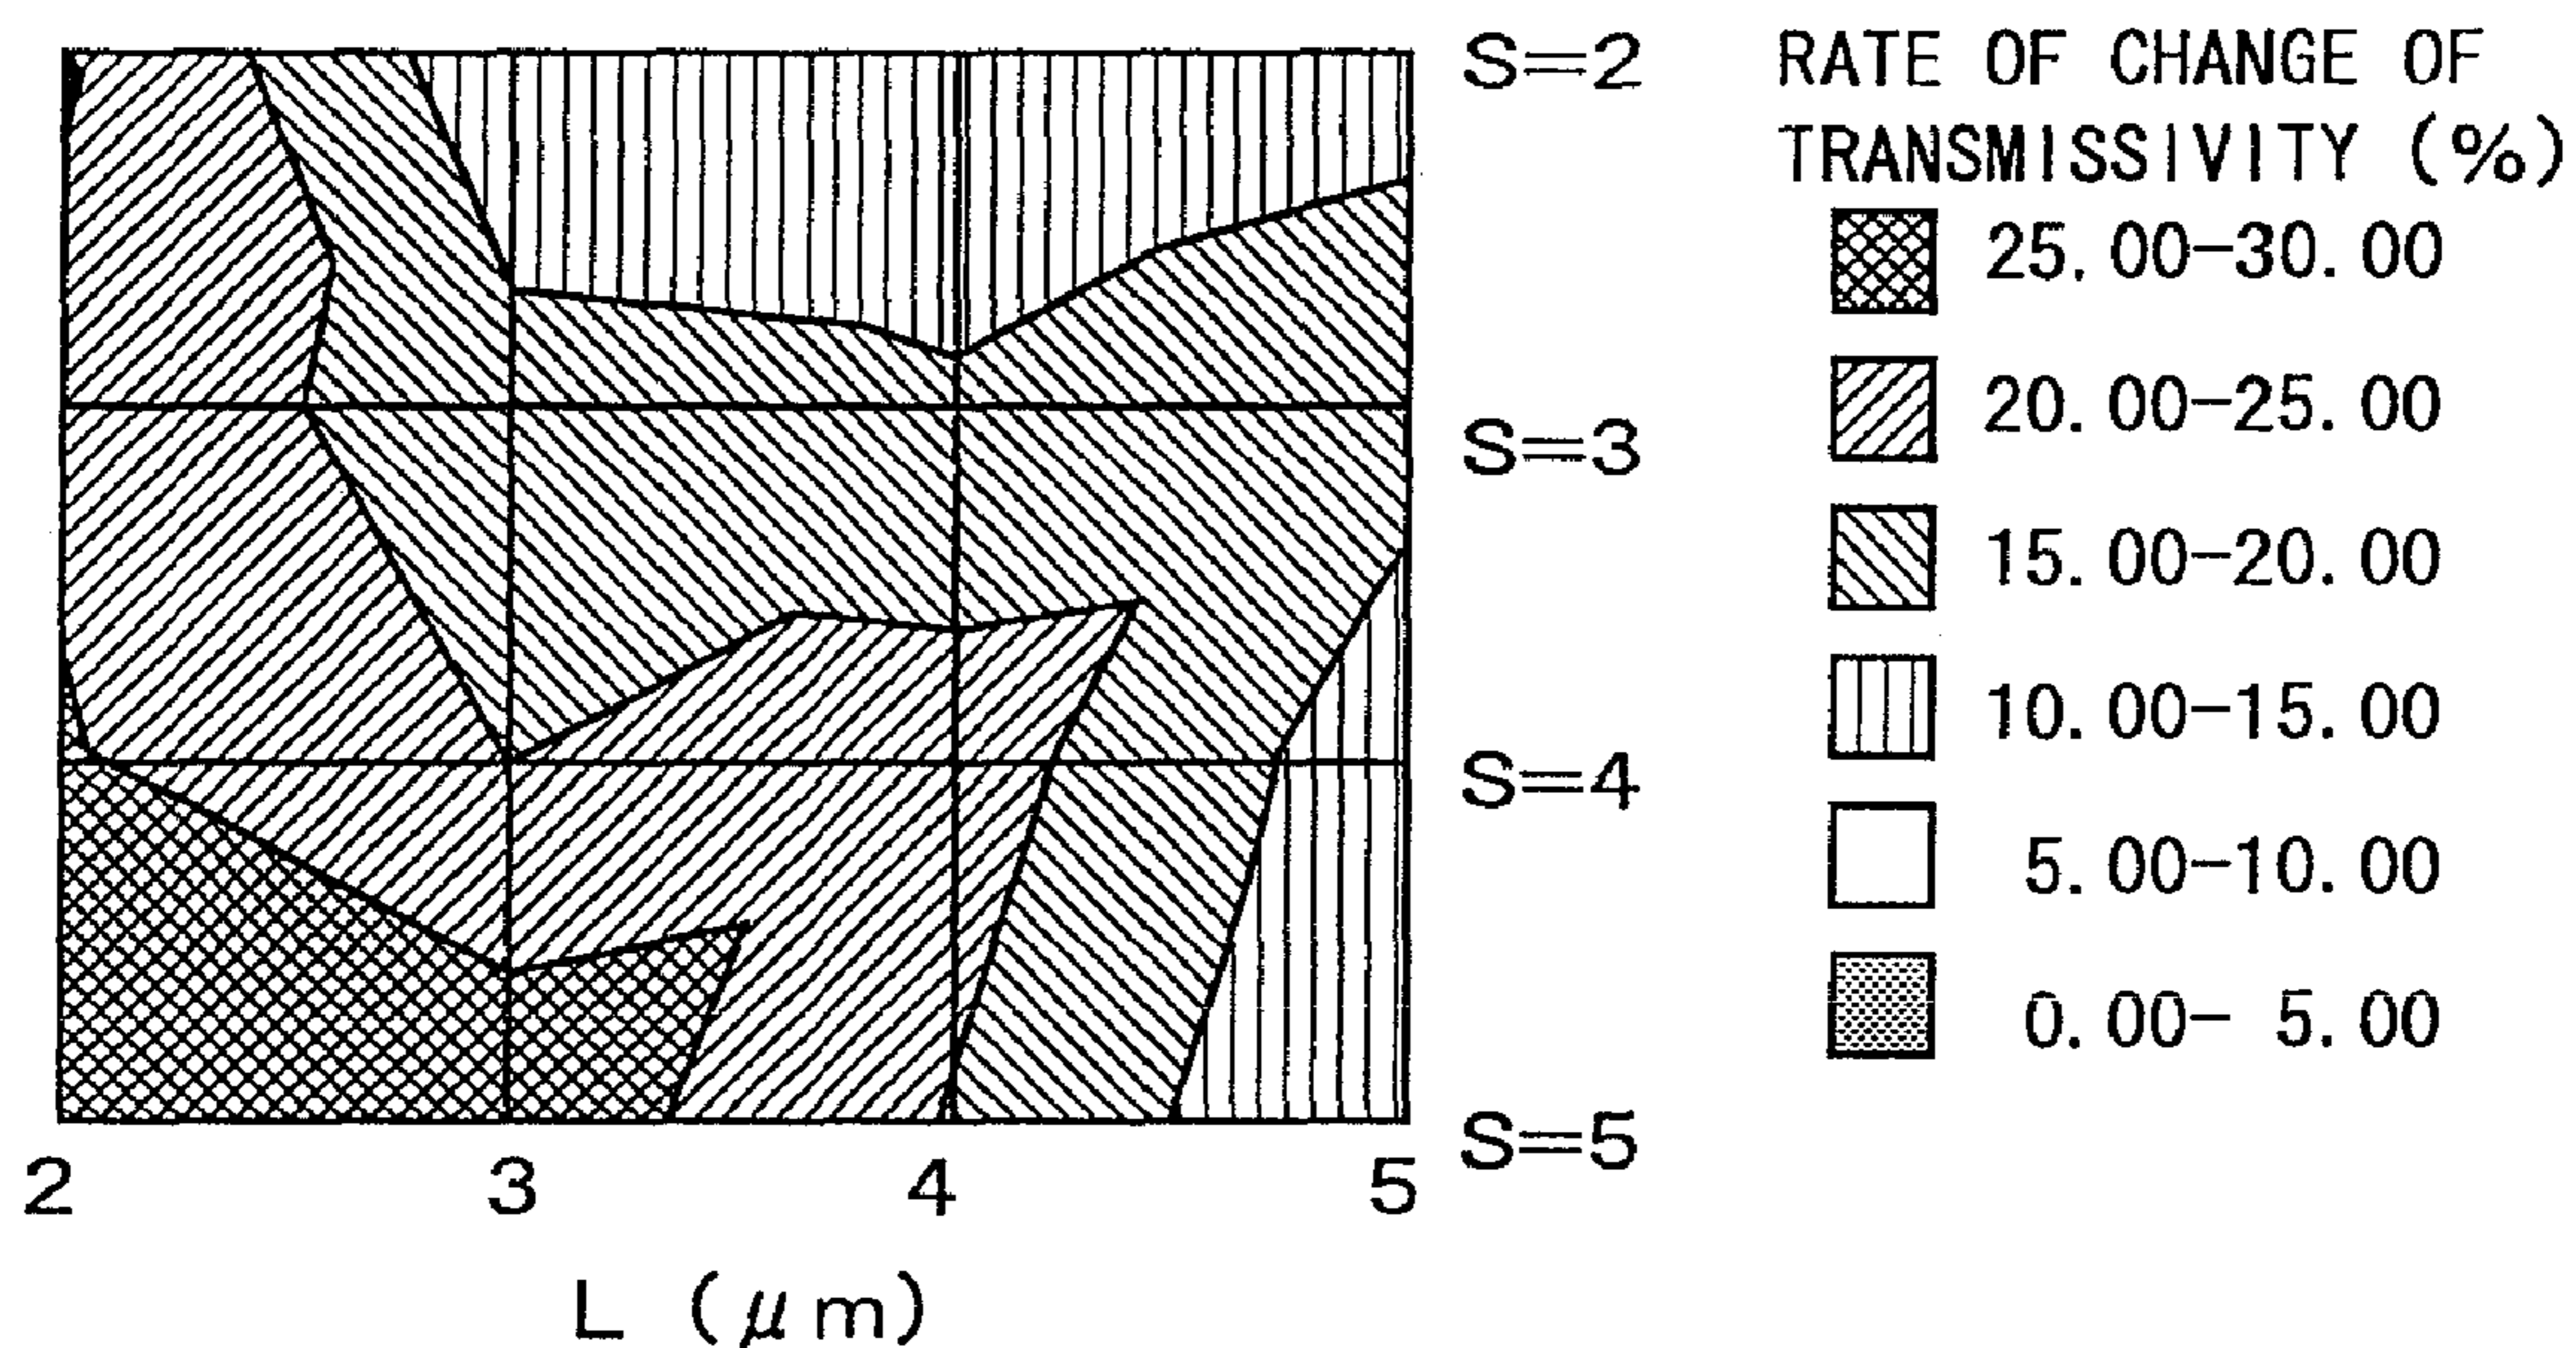 S=2
S=3
S=4
S=5
2 3 4 5
L (μm)
RATE OF CHANGE OF
TRANSMISSIVITY (%)
25.00-30.00
20.00-25.00
15.00-20.00
10.00-15.00
5.00-10.00
0.00- 5.00